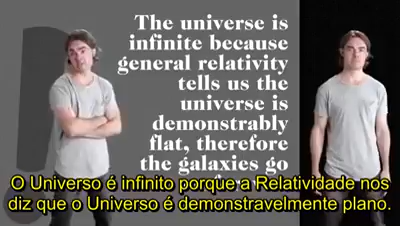 The universe is
infinite because
general relativity
tells us the
universe is
demonstrably
flat, therefore
the galaxies go
O Universo é infinito porque a Relatividade nos
diz que o Universo é demonstravelmente plano.